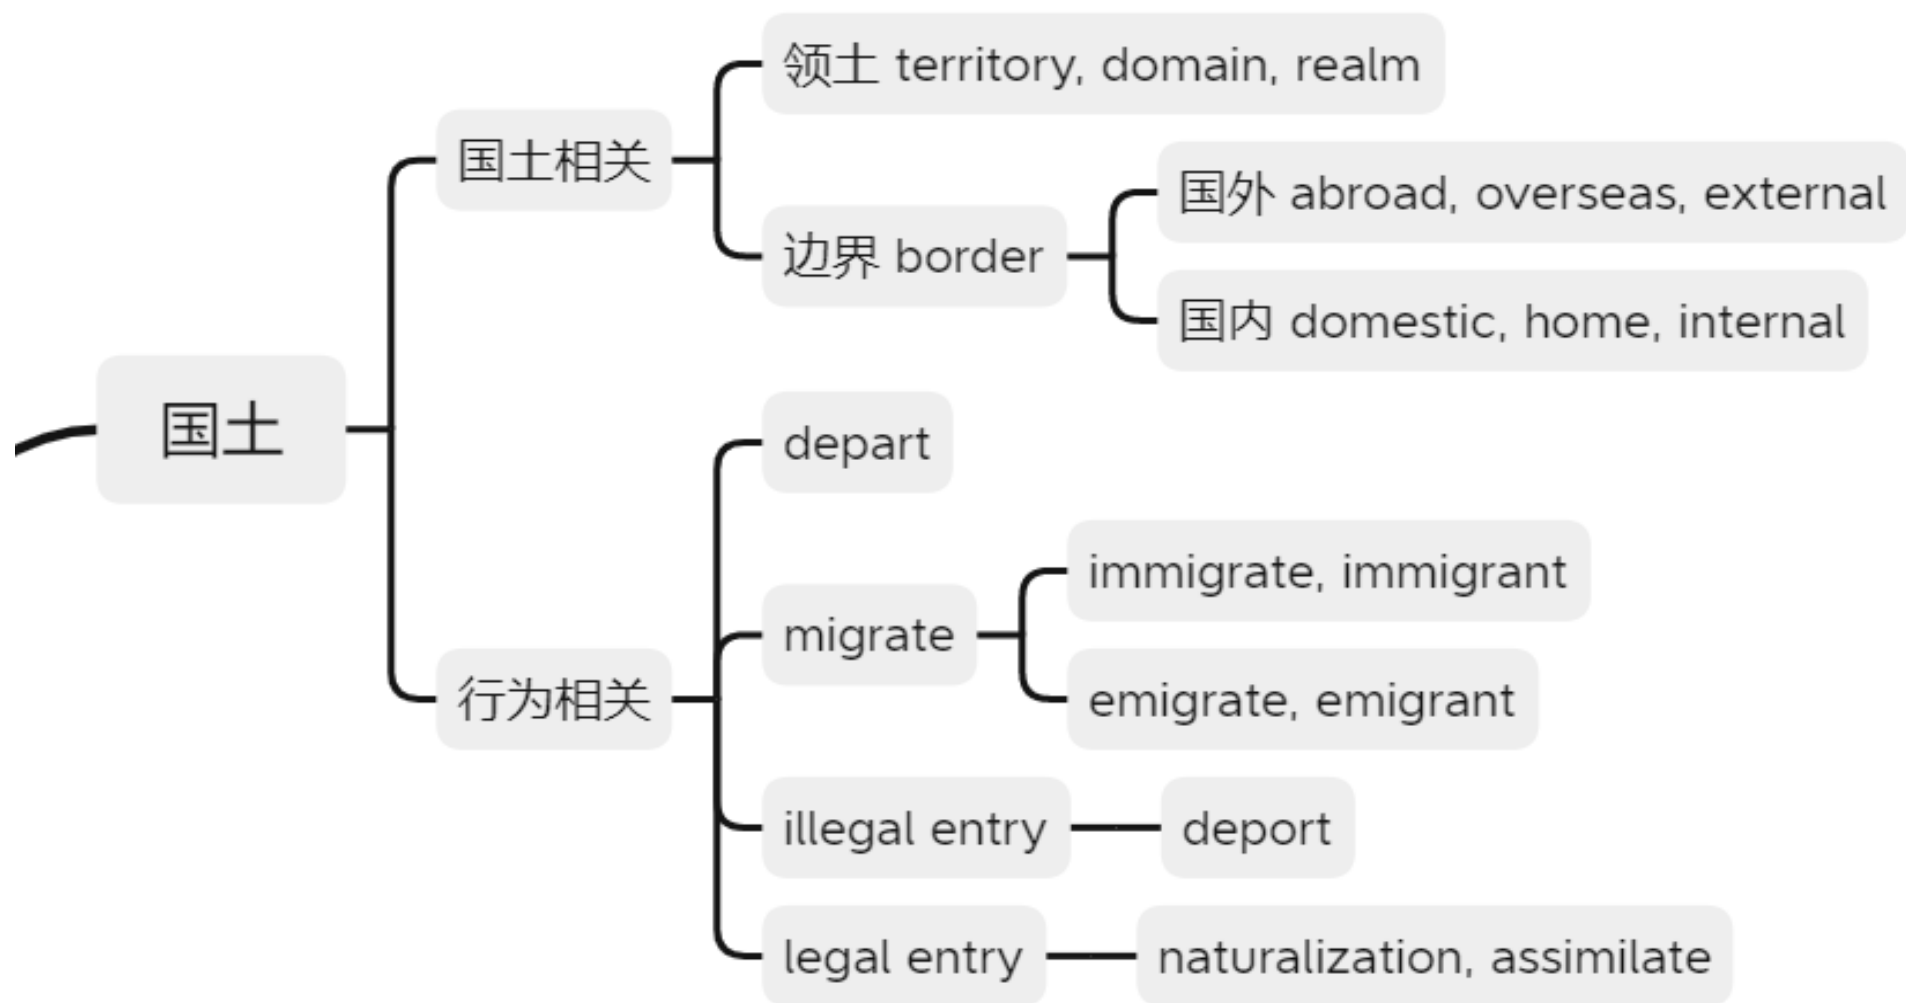 国土
国土相关
领土 territory, domain, realm
边界 border
国外 abroad, overseas, external
国内 domestic, home, internal
行为相关
depart
migrate
immigrate, immigrant
emigrate, emigrant
illegal entry
deport
legal entry
naturalization, assimilate